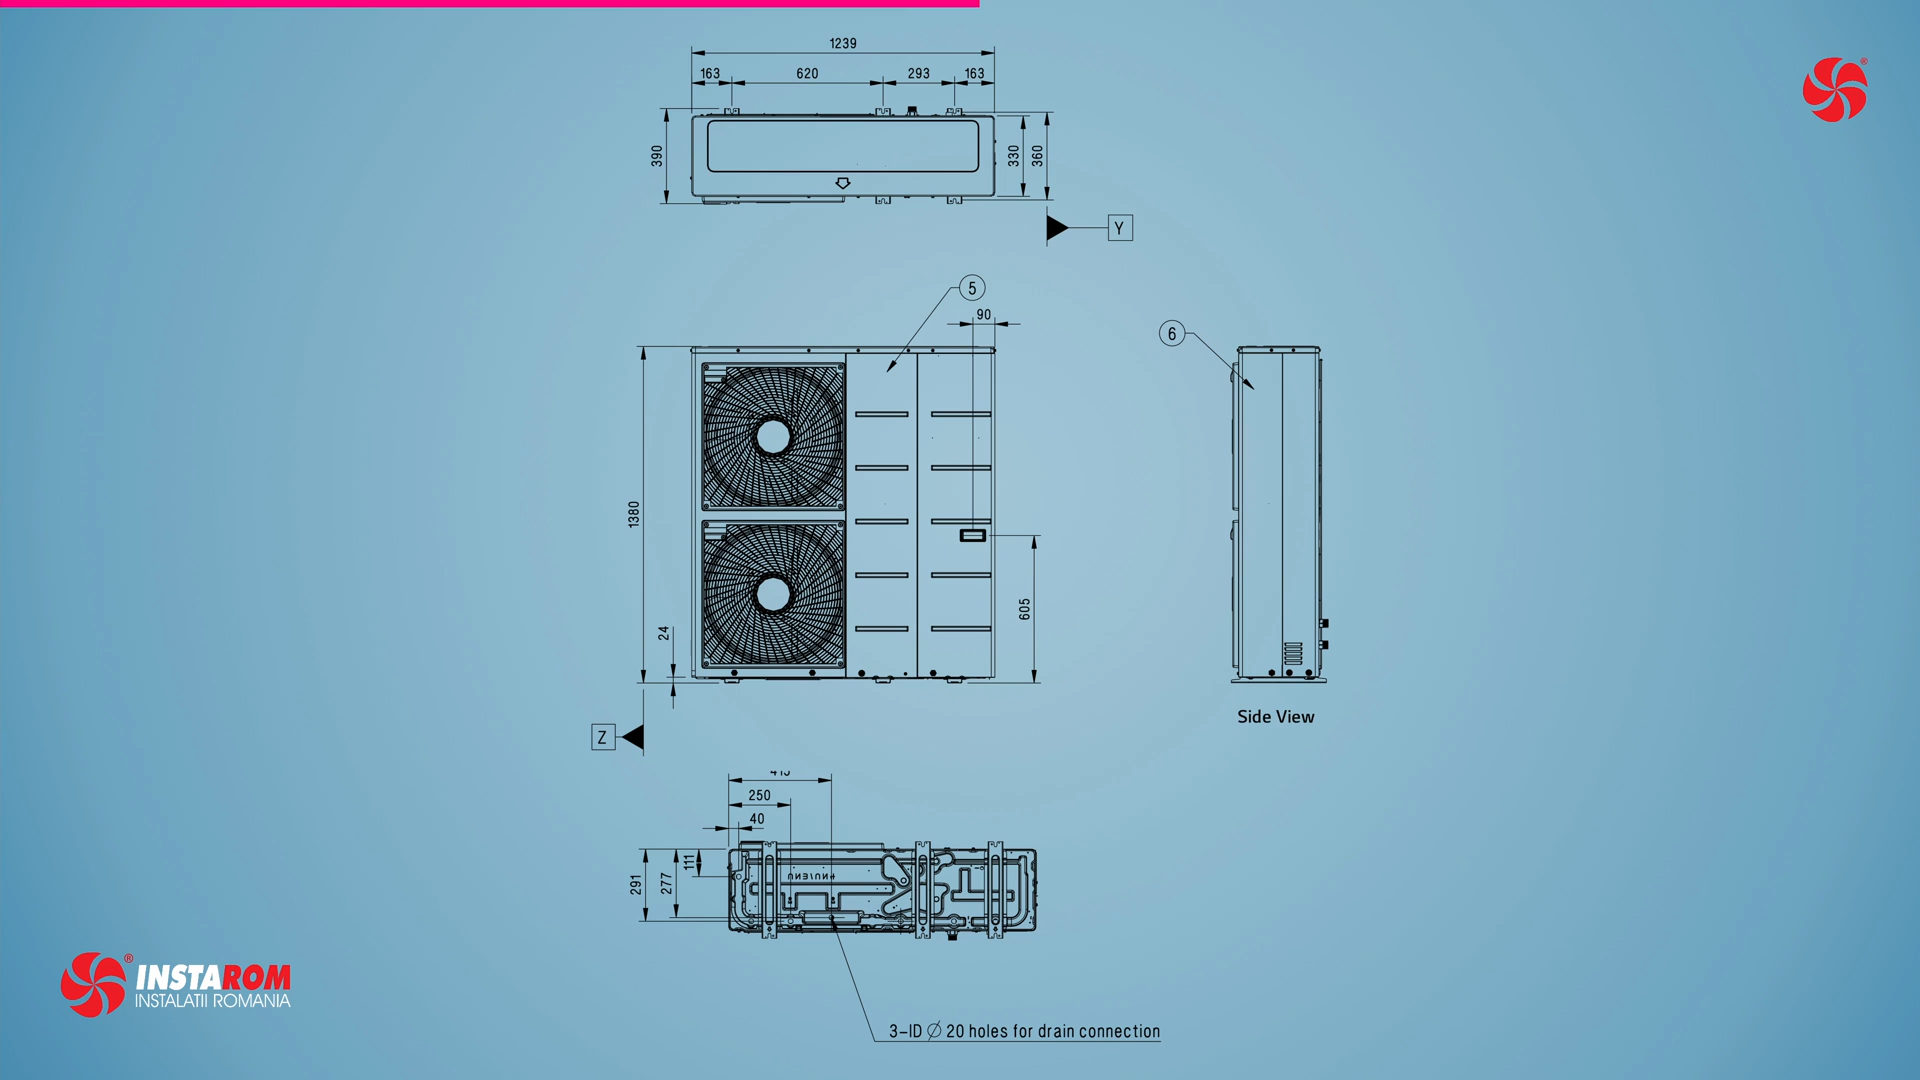 1239
163 620 293 163
390
330
360
Y
5
90
6
1380
605
24
Side View
Z
250
40
291
277
111
3-ID ∅ 20 holes for drain connection
®
®
INSTAROM
INSTALATII ROMANIA